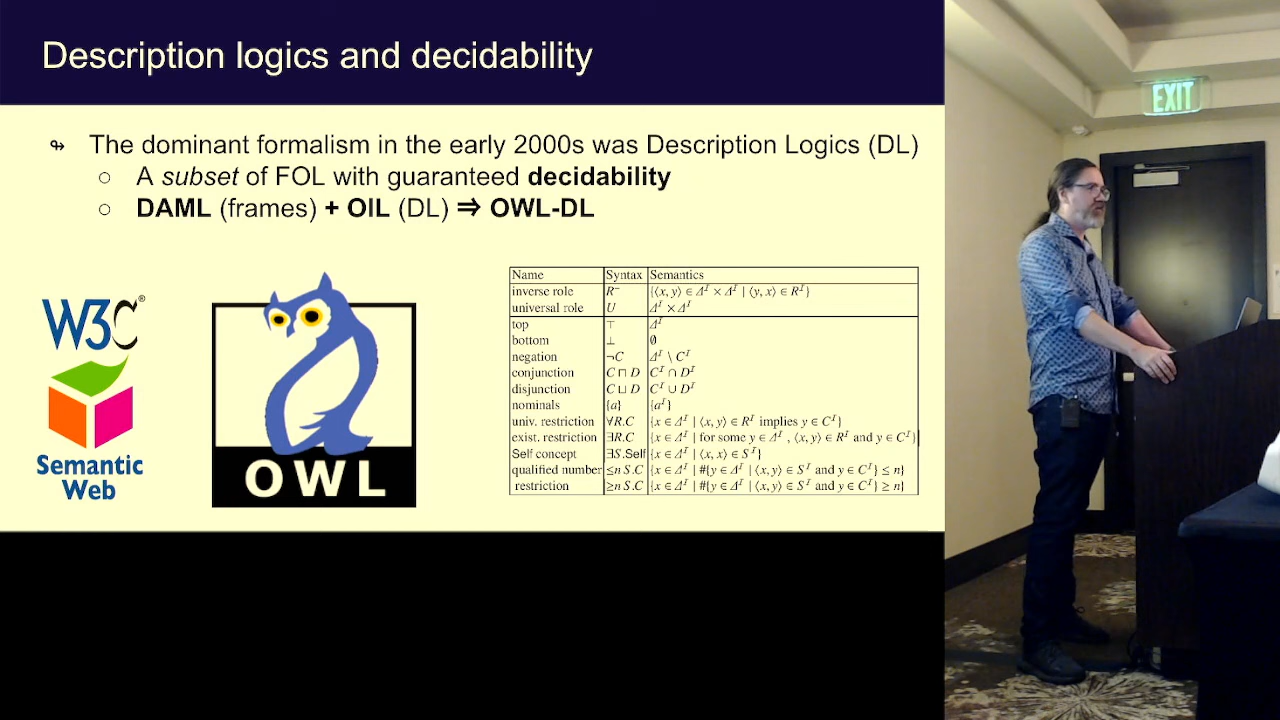 Description logics and decidability
↬ The dominant formalism in the early 2000s was Description Logics (DL)
○ A subset of FOL with guaranteed decidability
○ DAML (frames) + OIL (DL) ⇒ OWL-DL
W3C®
Semantic
Web
OWL
Name Syntax Semantics
inverse role R⁻ {⟨x, y⟩ ∈ Δᴵ × Δᴵ | ⟨y, x⟩ ∈ Rᴵ}
universal role U Δᴵ × Δᴵ
top ⊤ Δᴵ
bottom ⊥ ∅
negation ¬C Δᴵ \ Cᴵ
conjunction C ⊓ D Cᴵ ∩ Dᴵ
disjunction C ⊔ D Cᴵ ∪ Dᴵ
nominals {a} {aᴵ}
univ. restriction ∀R.C {x ∈ Δᴵ | ⟨x, y⟩ ∈ Rᴵ implies y ∈ Cᴵ}
exist. restriction ∃R.C {x ∈ Δᴵ | for some y ∈ Δᴵ, ⟨x, y⟩ ∈ Rᴵ and y ∈ Cᴵ}
Self concept ∃S.Self {x ∈ Δᴵ | ⟨x, x⟩ ∈ Sᴵ}
qualified number ≤n S.C {x ∈ Δᴵ | #{y ∈ Δᴵ | ⟨x, y⟩ ∈ Sᴵ and y ∈ Cᴵ} ≤ n}
restriction ≥n S.C {x ∈ Δᴵ | #{y ∈ Δᴵ | ⟨x, y⟩ ∈ Sᴵ and y ∈ Cᴵ} ≥ n}
EXIT